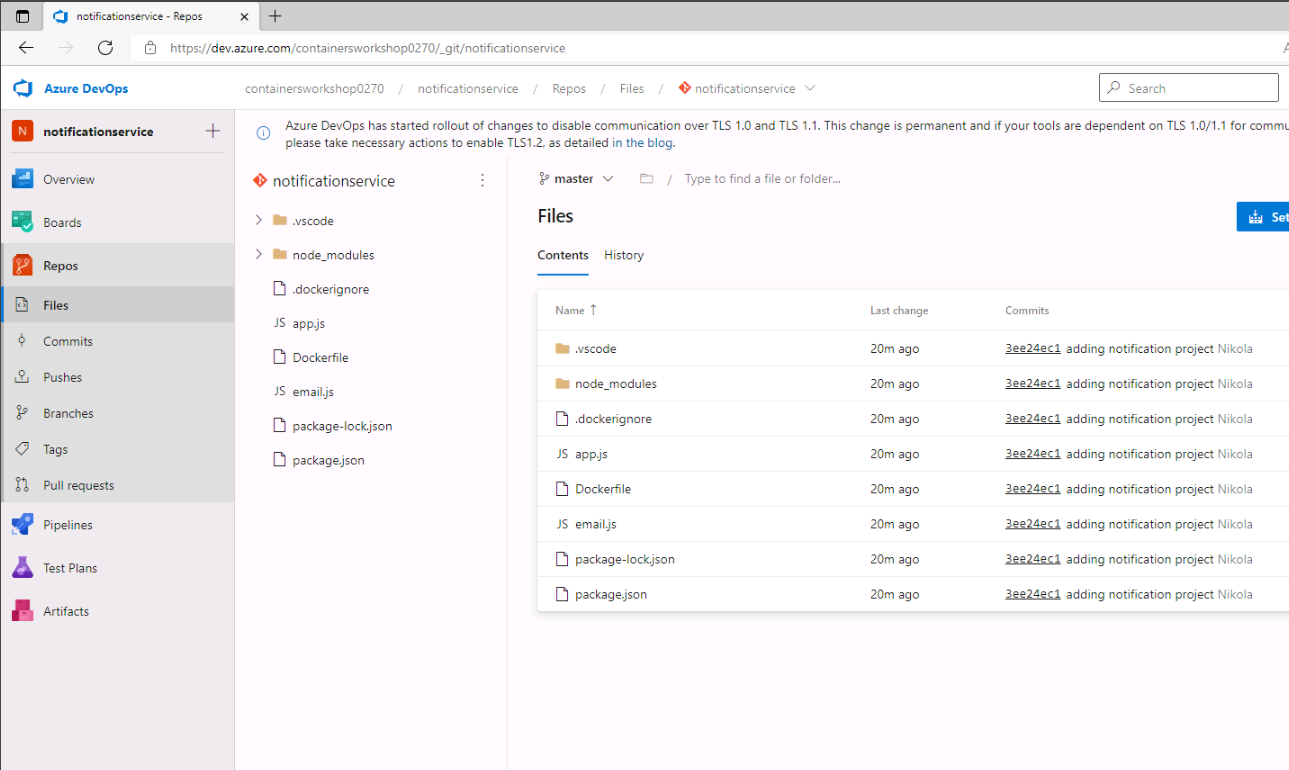 notificationservice - Repos
https://dev.azure.com/containersworkshop0270/_git/notificationservice
Azure DevOps
containersworkshop0270 / notificationservice / Repos / Files / notificationservice
Search
N notificationservice
Azure DevOps has started rollout of changes to disable communication over TLS 1.0 and TLS 1.1. This change is permanent and if your tools are dependent on TLS 1.0/1.1 for commu
please take necessary actions to enable TLS1.2, as detailed in the blog.
Overview
Boards
Repos
Files
Commits
Pushes
Branches
Tags
Pull requests
Pipelines
Test Plans
Artifacts
notificationservice
.vscode
node_modules
.dockerignore
JS app.js
Dockerfile
JS email.js
package-lock.json
package.json
master / Type to find a file or folder...
Files
Set
Contents History
Name Last change Commits
.vscode 20m ago 3ee24ec1 adding notification project Nikola
node_modules 20m ago 3ee24ec1 adding notification project Nikola
.dockerignore 20m ago 3ee24ec1 adding notification project Nikola
JS app.js 20m ago 3ee24ec1 adding notification project Nikola
Dockerfile 20m ago 3ee24ec1 adding notification project Nikola
JS email.js 20m ago 3ee24ec1 adding notification project Nikola
package-lock.json 20m ago 3ee24ec1 adding notification project Nikola
package.json 20m ago 3ee24ec1 adding notification project Nikola